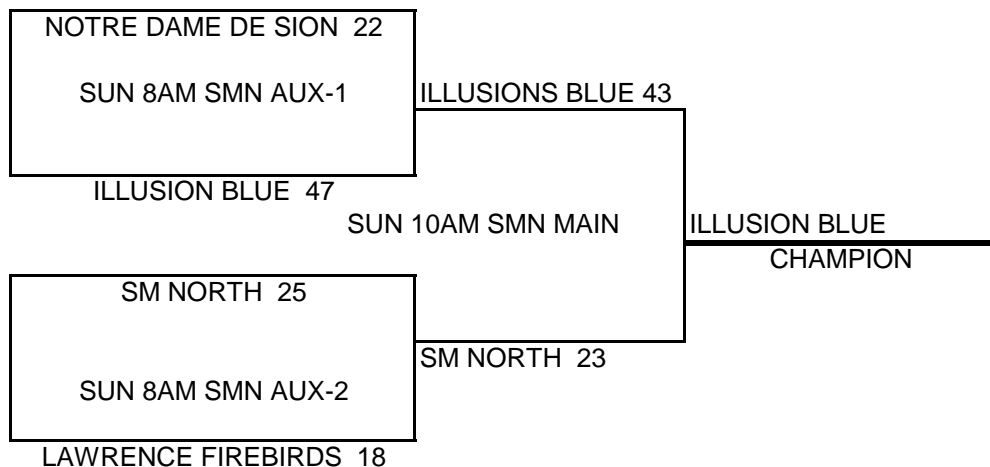 NOTRE DAME DE SION 22
SUN 8AM SMN AUX-1
ILLUSIONS BLUE 43
ILLUSION BLUE 47
SUN 10AM SMN MAIN
ILLUSION BLUE
CHAMPION
SM NORTH 25
SM NORTH 23
SUN 8AM SMN AUX-2
LAWRENCE FIREBIRDS 18